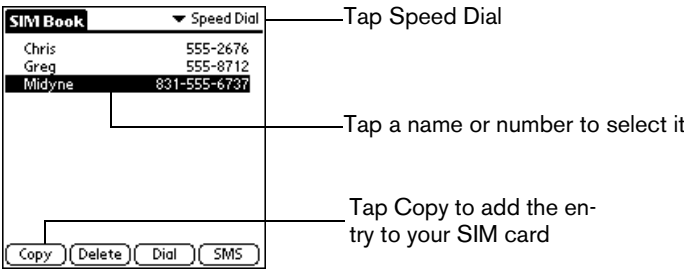 SIM Book
Speed Dial
Tap Speed Dial
Chris 555-2676
Greg 555-8712
Midyne 831-555-6737
Tap a name or number to select it
Tap Copy to add the en-
try to your SIM card
Copy Delete Dial SMS